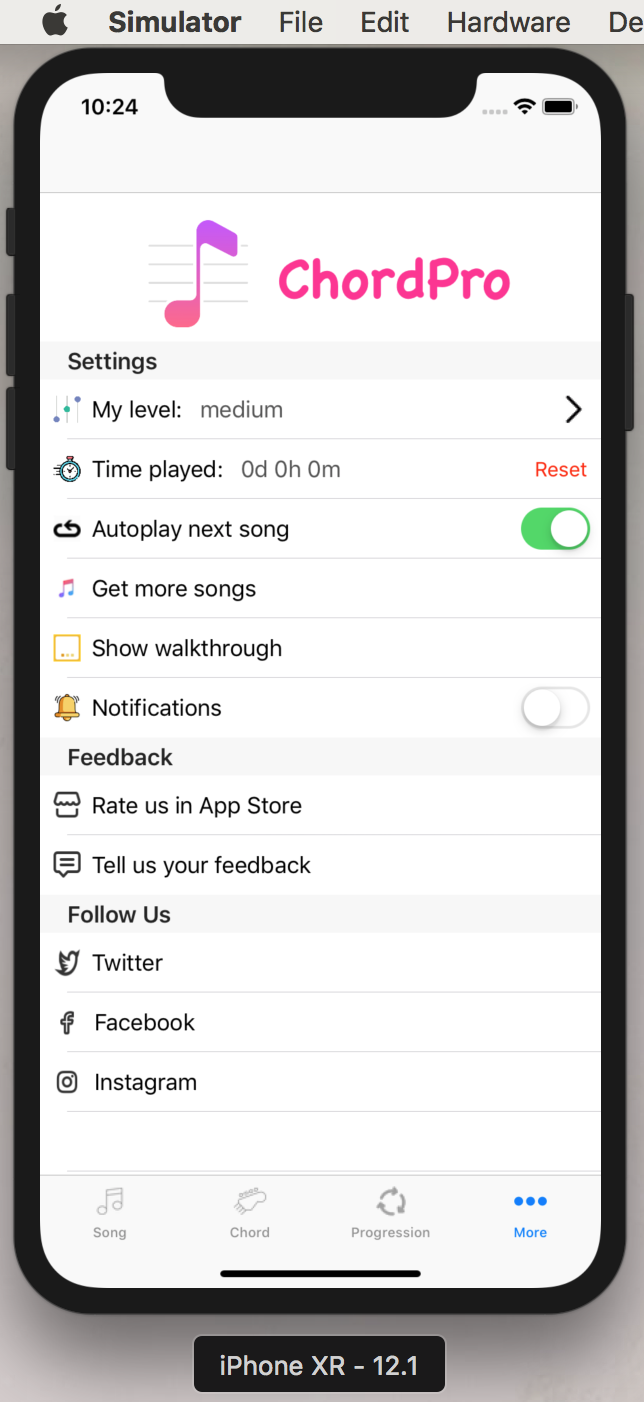 Simulator File Edit Hardware De
10:24
ChordPro
Settings
My level: medium
Time played: 0d 0h 0m Reset
Autoplay next song
Get more songs
Show walkthrough
Notifications
Feedback
Rate us in App Store
Tell us your feedback
Follow Us
Twitter
Facebook
Instagram
Song Chord Progression More
iPhone XR - 12.1